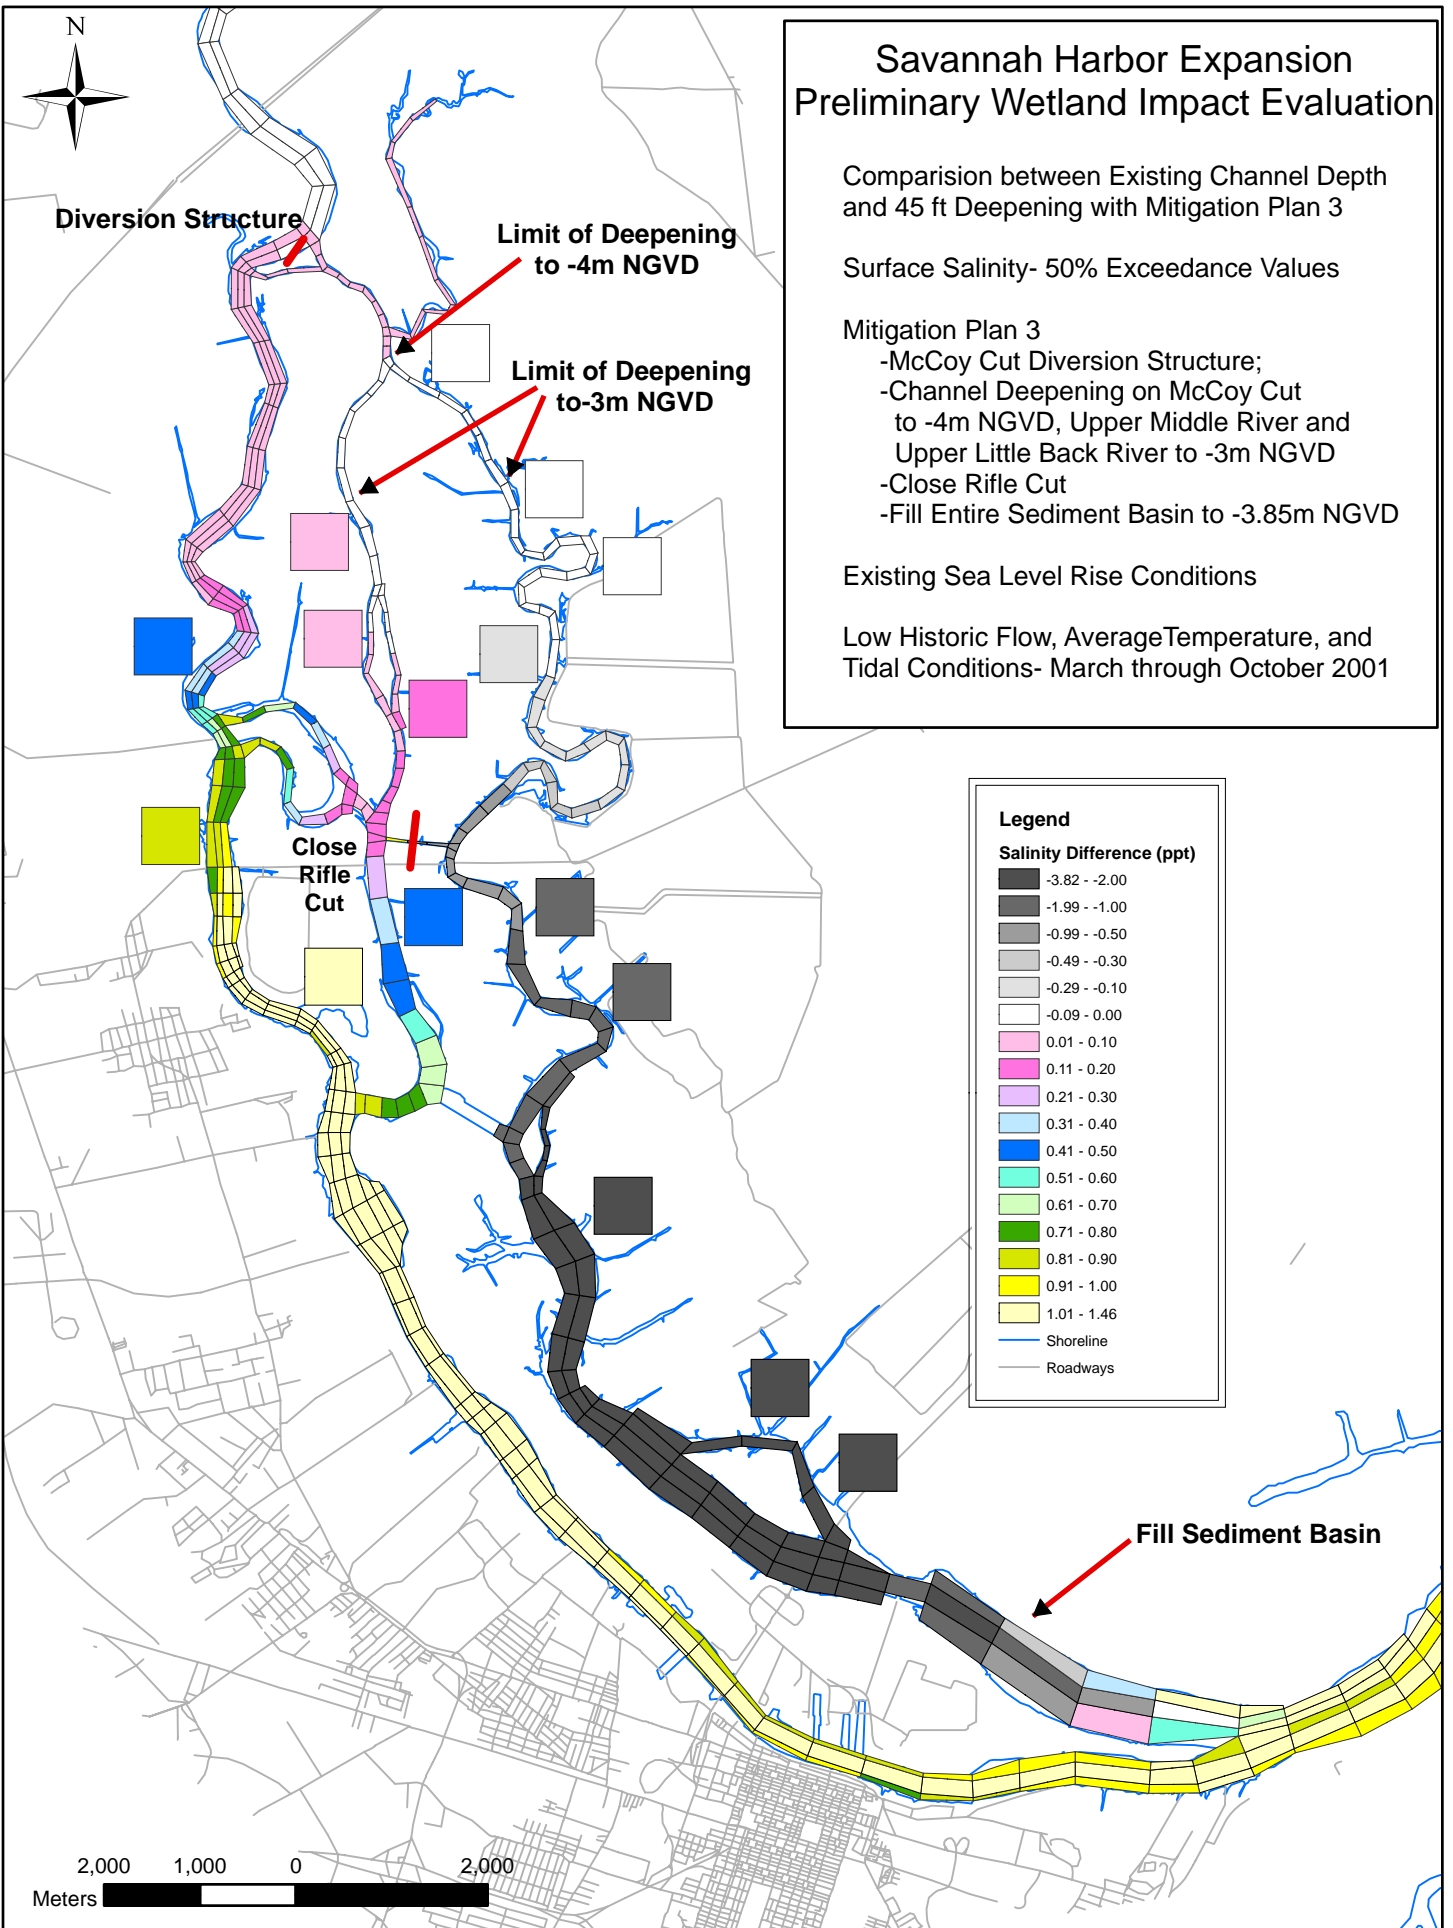 N
Savannah Harbor Expansion
Preliminary Wetland Impact Evaluation
Comparision between Existing Channel Depth
and 45 ft Deepening with Mitigation Plan 3
Surface Salinity- 50% Exceedance Values
Mitigation Plan 3
-McCoy Cut Diversion Structure;
-Channel Deepening on McCoy Cut
to -4m NGVD, Upper Middle River and
Upper Little Back River to -3m NGVD
-Close Rifle Cut
-Fill Entire Sediment Basin to -3.85m NGVD
Existing Sea Level Rise Conditions
Low Historic Flow, AverageTemperature, and
Tidal Conditions- March through October 2001
Diversion Structure
Limit of Deepening
to -4m NGVD
Limit of Deepening
to-3m NGVD
Close
Rifle
Cut
Legend
Salinity Difference (ppt)
-3.82 - -2.00
-1.99 - -1.00
-0.99 - -0.50
-0.49 - -0.30
-0.29 - -0.10
-0.09 - 0.00
0.01 - 0.10
0.11 - 0.20
0.21 - 0.30
0.31 - 0.40
0.41 - 0.50
0.51 - 0.60
0.61 - 0.70
0.71 - 0.80
0.81 - 0.90
0.91 - 1.00
1.01 - 1.46
Shoreline
Roadways
Fill Sediment Basin
2,000 1,000 0 2,000
Meters